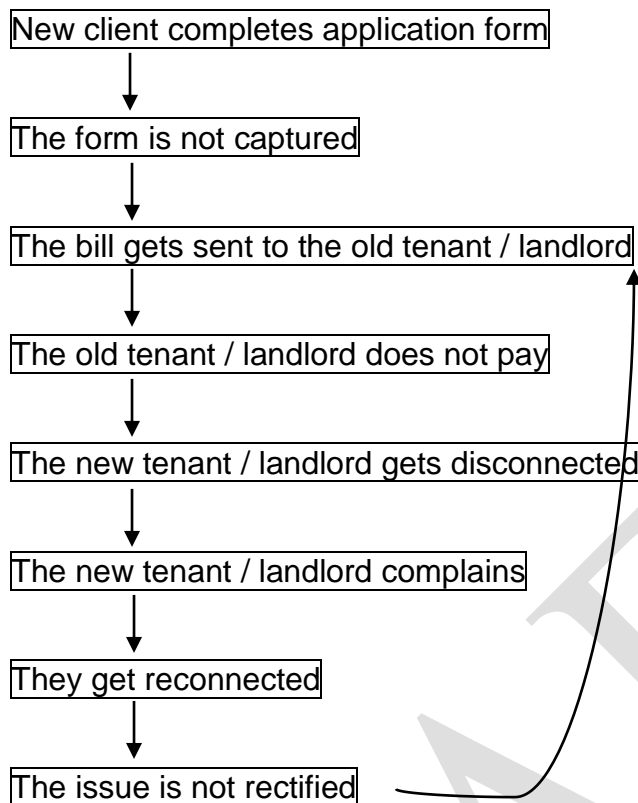 New client completes application form
The form is not captured
The bill gets sent to the old tenant / landlord
The old tenant / landlord does not pay
The new tenant / landlord gets disconnected
The new tenant / landlord complains
They get reconnected
The issue is not rectified